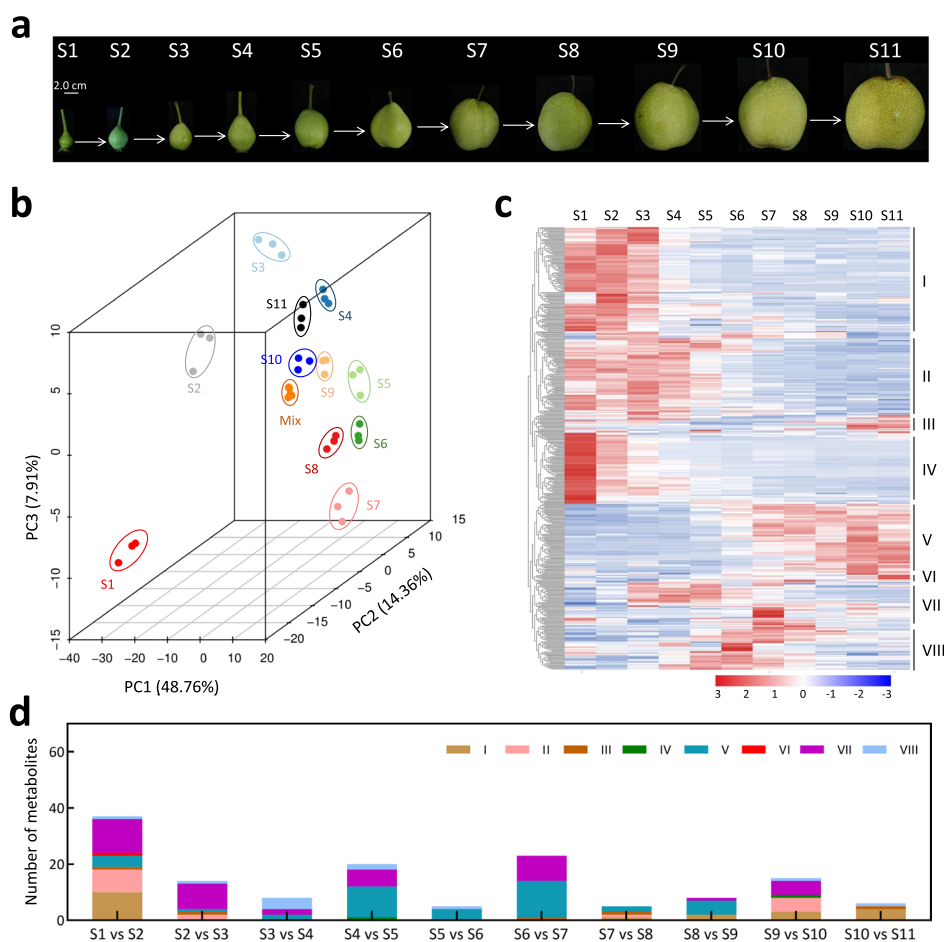 a
S1 S2 S3 S4 S5 S6 S7 S8 S9 S10 S11
2.0 cm
b
PC3 (7.91%)
10
5
0
−5
−10
−15
−40 −30 −20 −10 0 10 20
PC1 (48.76%)
−20
−15
−10
−5
0
5
10
15
PC2 (14.36%)
S3
S11
S4
S2
S10
S9
S5
Mix
S6
S8
S7
S1
c
S1 S2 S3 S4 S5 S6 S7 S8 S9 S10 S11
I
II
III
IV
V
VI
VII
VIII
3 2 1 0 -1 -2 -3
d
Number of metabolites
60
40
20
0
I II III IV V VI VII VIII
S1 vs S2 S2 vs S3 S3 vs S4 S4 vs S5 S5 vs S6 S6 vs S7 S7 vs S8 S8 vs S9 S9 vs S10 S10 vs S11